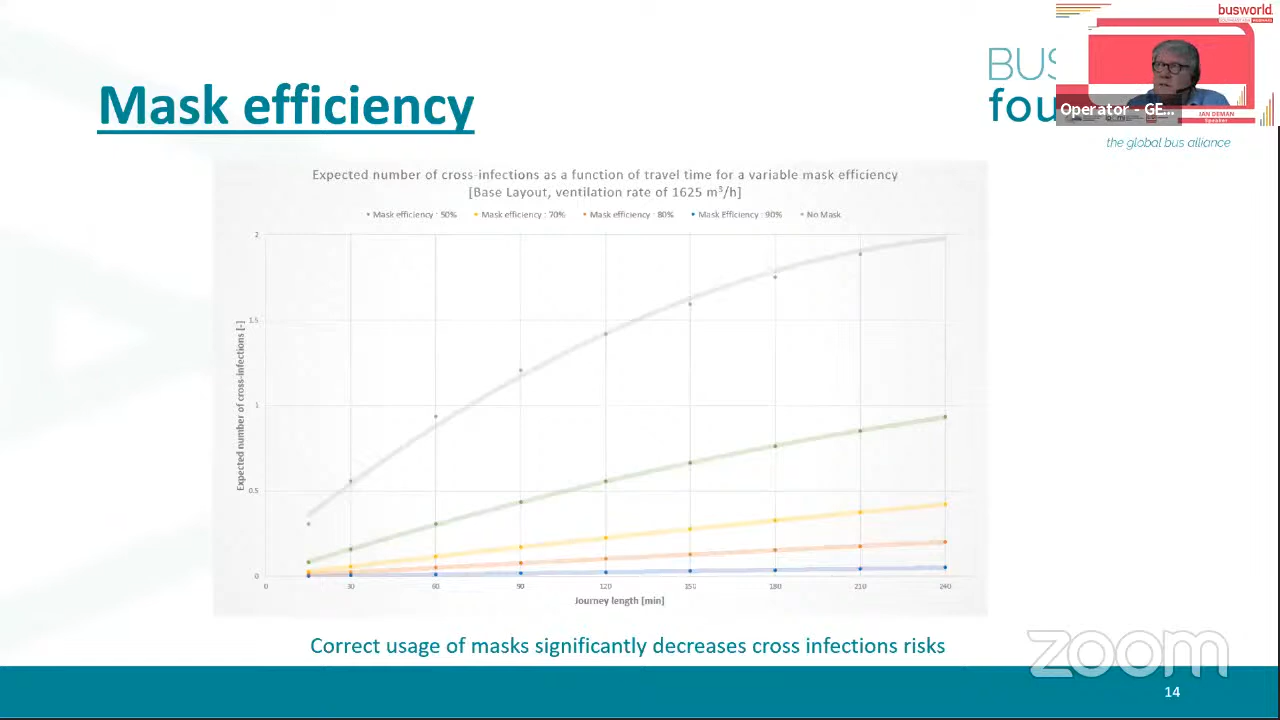 busworld
Mask efficiency
BUS
fou
Operator - GE...
JAN DEMAN
Speaker
the global bus alliance
Expected number of cross-infections as a function of travel time for a variable mask efficiency
[Base Layout, ventilation rate of 1625 m³/h]
Mask efficiency : 50% Mask efficiency : 70% Mask efficiency : 80% Mask Efficiency : 90% No Mask
2
1.5
1
0.5
0
Expected number of cross-infections [-]
0 30 60 90 120 150 180 210 240
Journey length [min]
Correct usage of masks significantly decreases cross infections risks
zoom
14